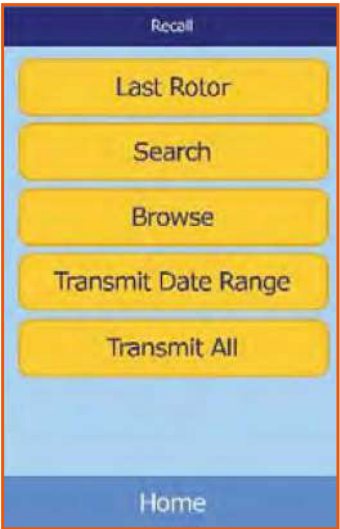 Recall
Last Rotor
Search
Browse
Transmit Date Range
Transmit All
Home